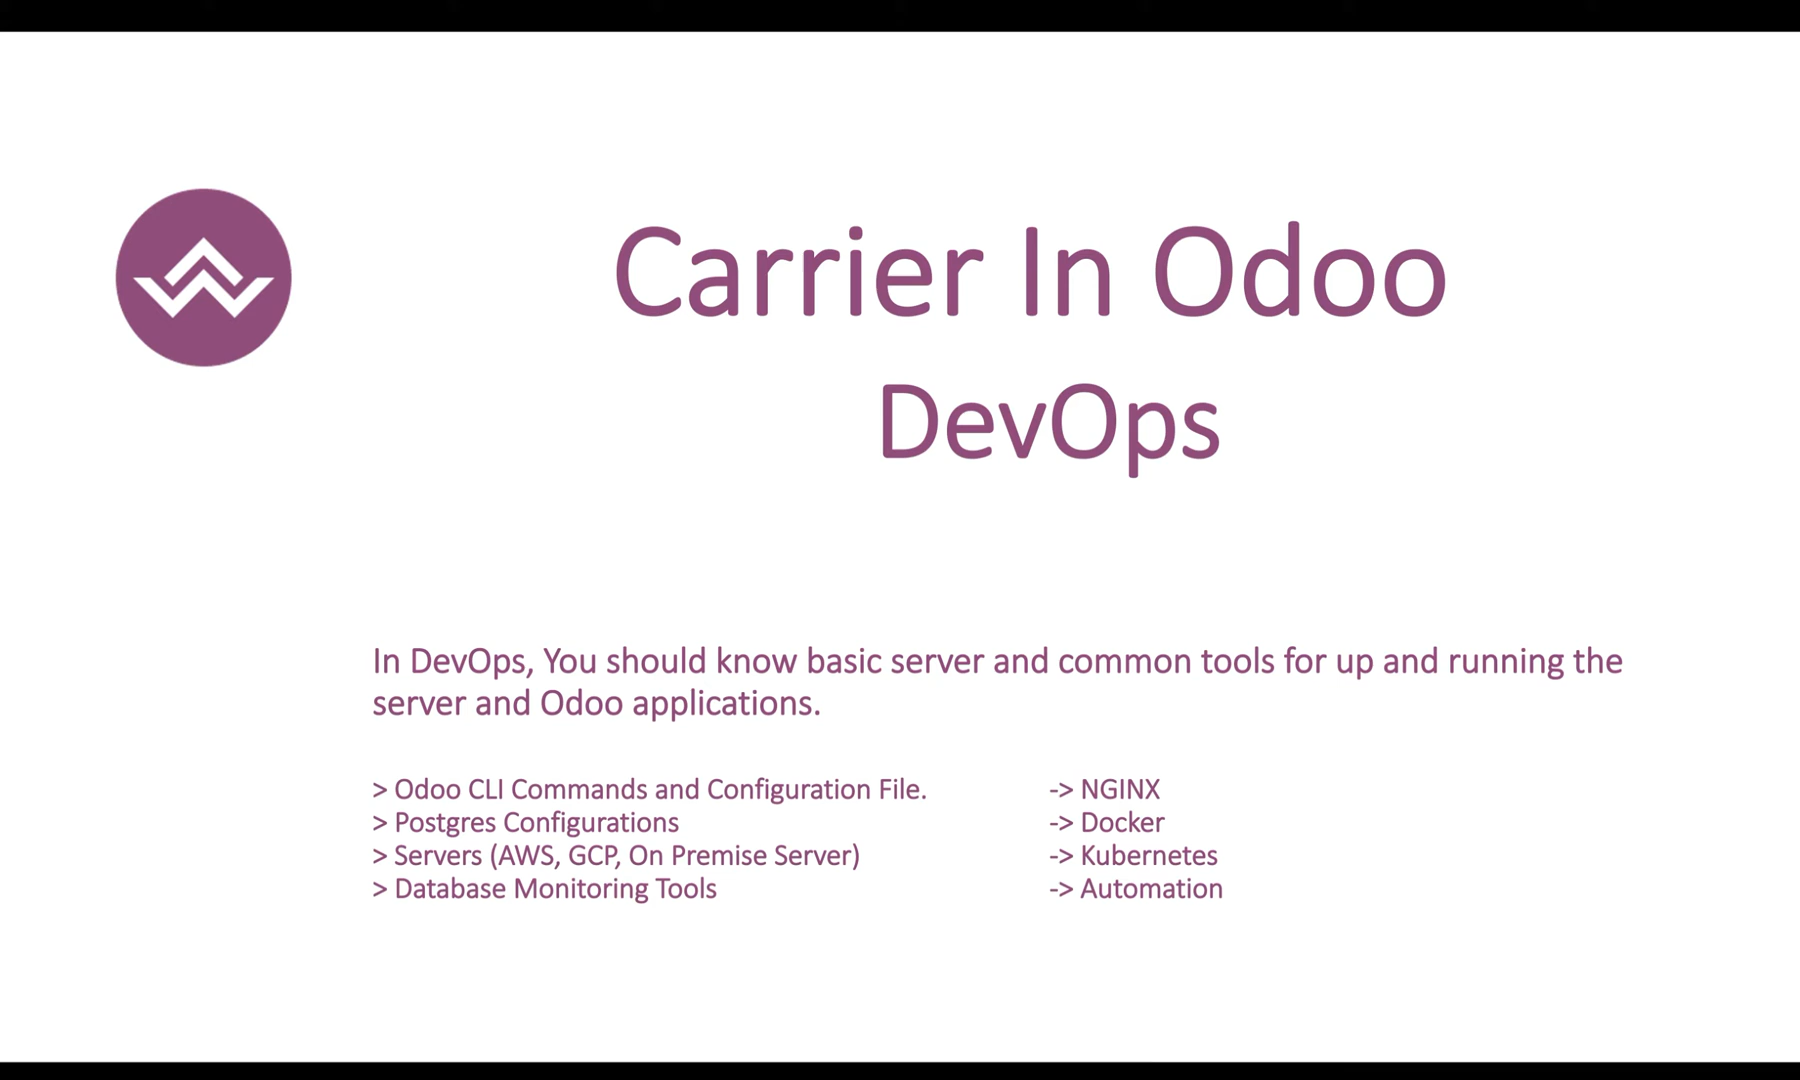 Carrier In Odoo
DevOps
In DevOps, You should know basic server and common tools for up and running the
server and Odoo applications.
> Odoo CLI Commands and Configuration File.
> Postgres Configurations
> Servers (AWS, GCP, On Premise Server)
> Database Monitoring Tools
-> NGINX
-> Docker
-> Kubernetes
-> Automation